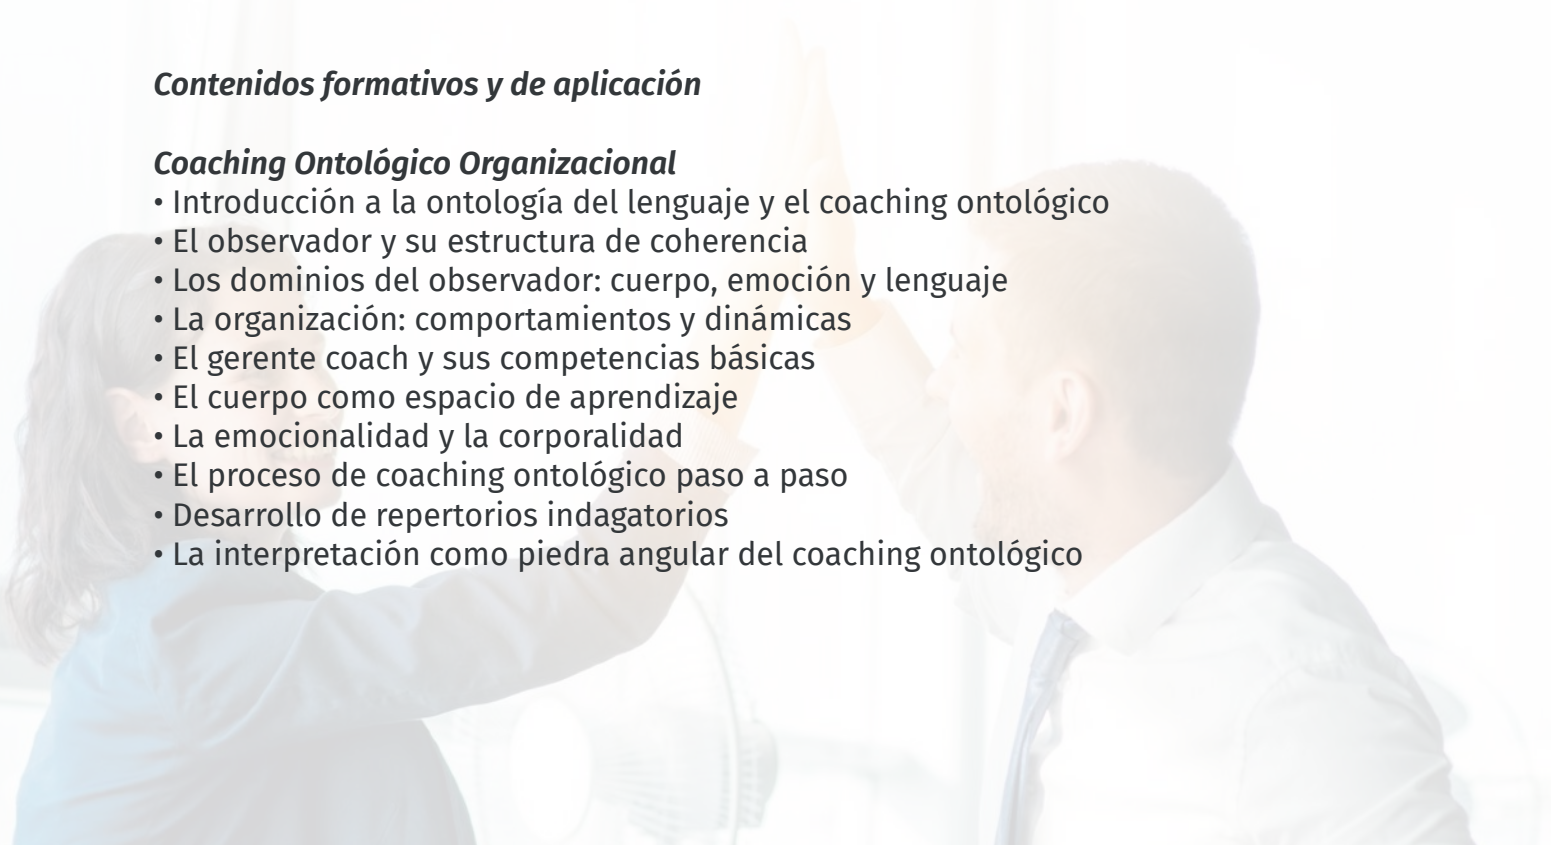 Contenidos formativos y de aplicación
Coaching Ontológico Organizacional
• Introducción a la ontología del lenguaje y el coaching ontológico
• El observador y su estructura de coherencia
• Los dominios del observador: cuerpo, emoción y lenguaje
• La organización: comportamientos y dinámicas
• El gerente coach y sus competencias básicas
• El cuerpo como espacio de aprendizaje
• La emocionalidad y la corporalidad
• El proceso de coaching ontológico paso a paso
• Desarrollo de repertorios indagatorios
• La interpretación como piedra angular del coaching ontológico